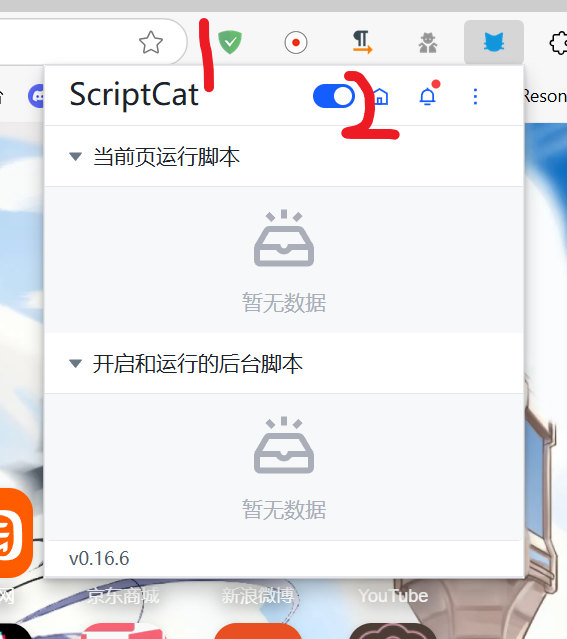 1
ScriptCat
2
Reson
当前页运行脚本
暂无数据
开启和运行的后台脚本
暂无数据
v0.16.6
网
京东商城
新浪微博
YouTube